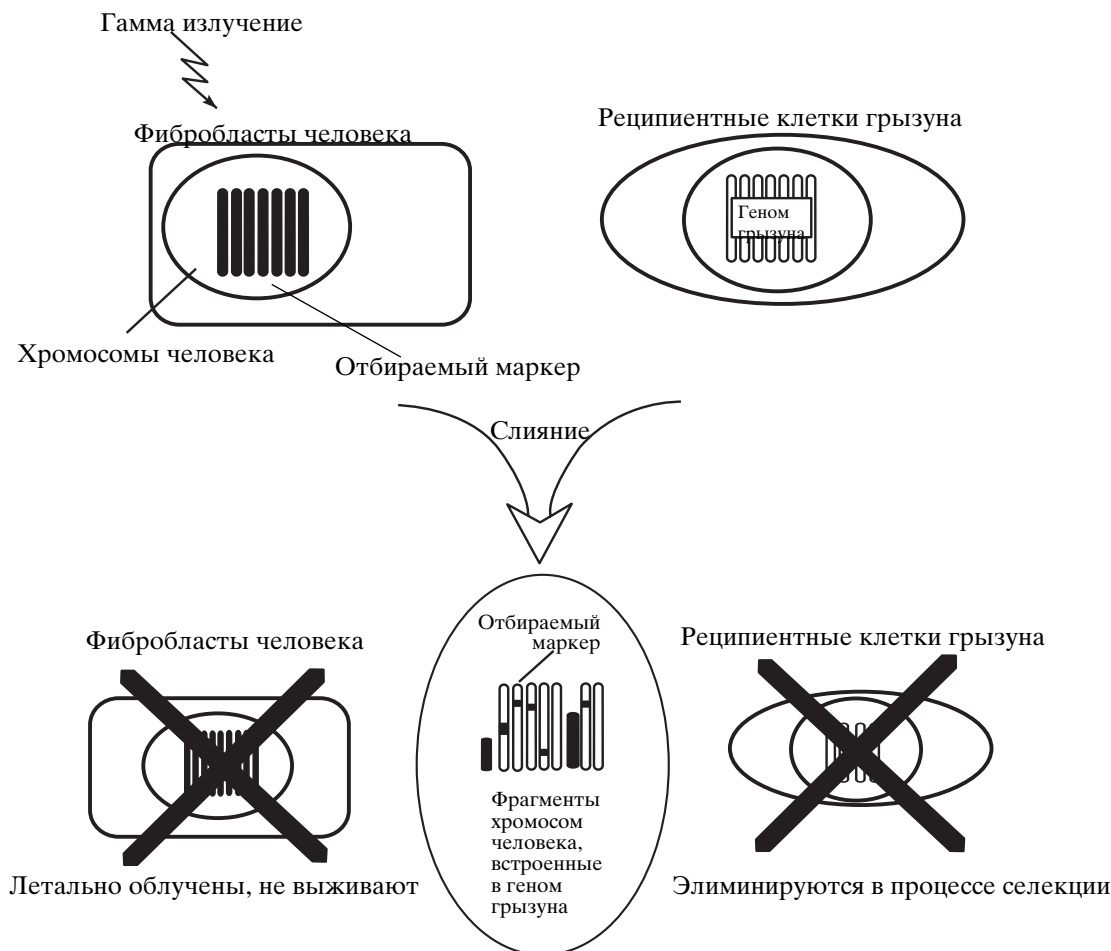 Гамма излучение
Фибробласты человека
Реципиентные клетки грызуна
Геном
грызуна
Хромосомы человека
Отбираемый маркер
Слияние
Отбираемый
маркер
Фибробласты человека
Реципиентные клетки грызуна
Фрагменты
хромосом
человека,
встроенные
в геном
грызуна
Летально облучены, не выживают
Элиминируются в процессе селекции